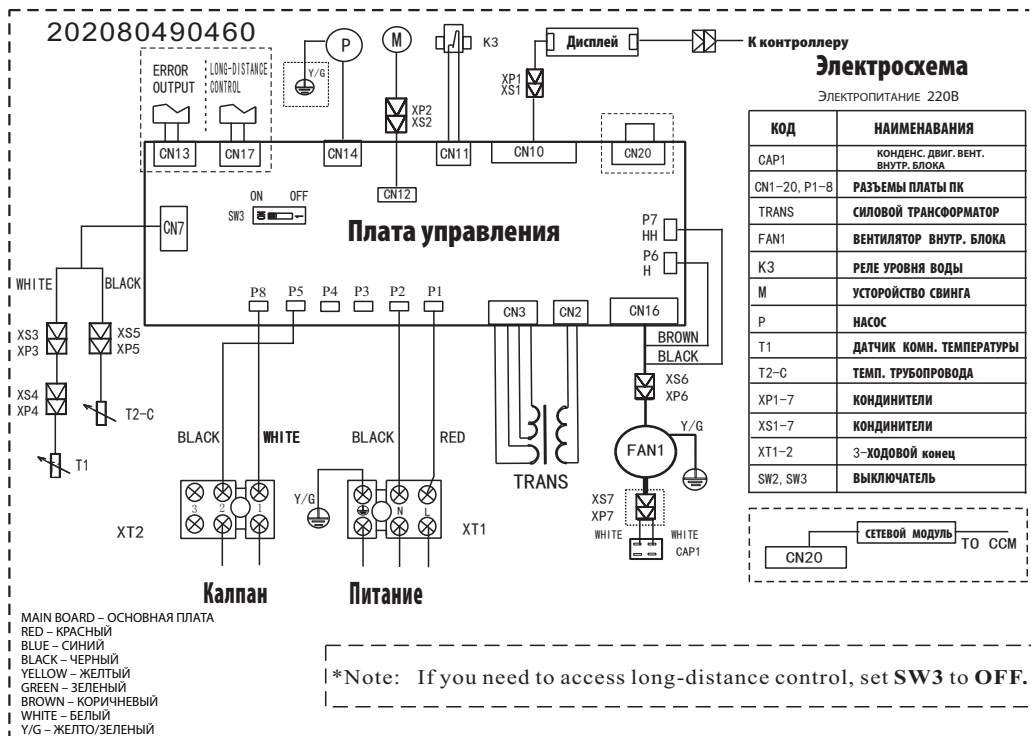 202080490460
ERROR OUTPUT
LONG-DISTANCE CONTROL
P
Y/G
M
K3
XP2
XS2
XP1
XS1
Дисплей
К контроллеру
CN13
CN17
CN14
CN11
CN10
CN20
CN12
CN7
ON OFF
SW3
ON
1
Плата управления
P7
HH
P6
H
P8
P5
P4
P3
P2
P1
CN3
CN2
CN16
WHITE
BLACK
XS3
XP3
XS5
XP5
XS4
XP4
T2-C
T1
BROWN
BLACK
XS6
XP6
FAN1
Y/G
XS7
XP7
WHITE
WHITE
CAP1
TRANS
BLACK
WHITE
BLACK
RED
Y/G
3
2
1
N
L
XT2
XT1
Калпан
Питание
Электросхема
Электропитание 220В
КОД НАИМЕНАВАНИЯ
CAP1 КОНДЕНС. ДВИГ. ВЕНТ.
ВНУТР. БЛОКА
CN1-20, P1-8 РАЗЪЕМЫ ПЛАТЫ ПК
TRANS СИЛОВОЙ ТРАНСФОРМАТОР
FAN1 ВЕНТИЛЯТОР ВНУТР. БЛОКА
K3 РЕЛЕ УРОВНЯ ВОДЫ
M УСТОРОЙСТВО СВИНГА
P НАСОС
T1 ДАТЧИК КОМН. ТЕМПЕРАТУРЫ
T2-C ТЕМП. ТРУБОПРОВОДА
XP1-7 КОНДИНИТЕЛИ
XS1-7 КОНДИНИТЕЛИ
XT1-2 3-ХОДОВОЙ конец
SW2, SW3 ВЫКЛЮЧАТЕЛЬ
CN20
СЕТЕВОЙ МОДУЛЬ
TO CCM
MAIN BOARD – ОСНОВНАЯ ПЛАТА
RED – КРАСНЫЙ
BLUE – СИНИЙ
BLACK – ЧЕРНЫЙ
YELLOW – ЖЕЛТЫЙ
GREEN – ЗЕЛЕНЫЙ
BROWN – КОРИЧНЕВЫЙ
WHITE – БЕЛЫЙ
Y/G – ЖЕЛТО/ЗЕЛЕНЫЙ
*Note: If you need to access long-distance control, set SW3 to OFF.